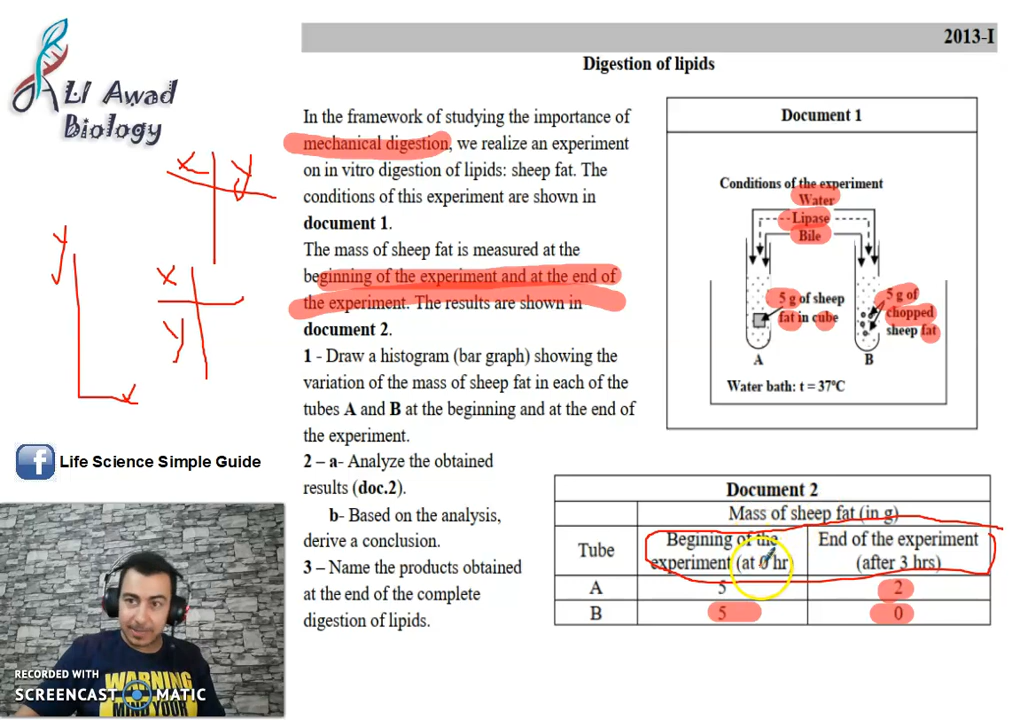 2013-I
Digestion of lipids
ALI Awad
Biology
In the framework of studying the importance of
mechanical digestion, we realize an experiment
on in vitro digestion of lipids: sheep fat. The
conditions of this experiment are shown in
document 1.
The mass of sheep fat is measured at the
beginning of the experiment and at the end of
the experiment. The results are shown in
document 2.
1 - Draw a histogram (bar graph) showing the
variation of the mass of sheep fat in each of the
tubes A and B at the beginning and at the end of
the experiment.
2 – a- Analyze the obtained
results (doc.2).
b- Based on the analysis,
derive a conclusion.
3 – Name the products obtained
at the end of the complete
digestion of lipids.
Document 1
Conditions of the experiment
Water
Lipase
Bile
5 g of sheep
fat in cube
5 g of
chopped
sheep fat
A B
Water bath: t = 37°C
Document 2
Mass of sheep fat (in g)
Tube
Begining of the
experiment (at 0 hr)
End of the experiment
(after 3 hrs)
A 5 2
B 5 0
x y
y
x
y
x
Life Science Simple Guide
WARNING
RECORDED WITH
SCREENCAST MATIC